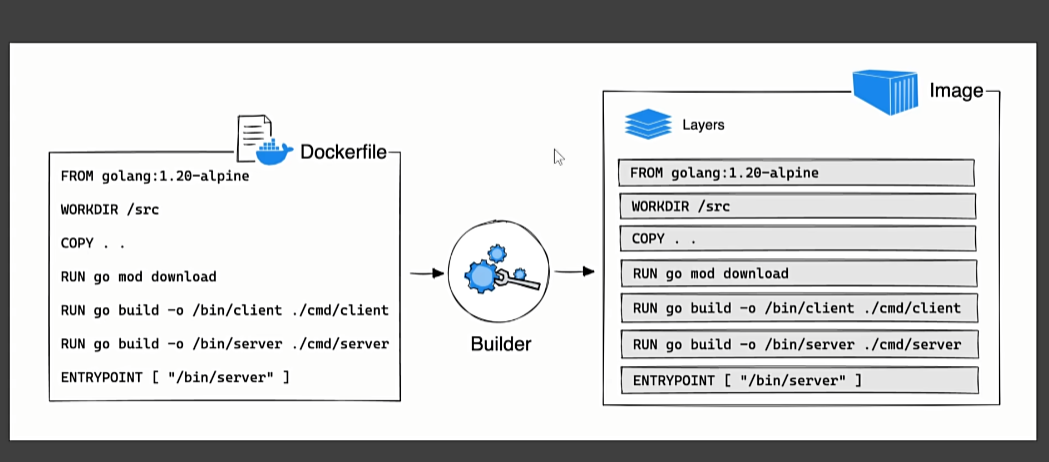 Dockerfile
FROM golang:1.20-alpine
WORKDIR /src
COPY . .
RUN go mod download
RUN go build -o /bin/client ./cmd/client
RUN go build -o /bin/server ./cmd/server
ENTRYPOINT [ "/bin/server" ]
Builder
Image
Layers
FROM golang:1.20-alpine
WORKDIR /src
COPY . .
RUN go mod download
RUN go build -o /bin/client ./cmd/client
RUN go build -o /bin/server ./cmd/server
ENTRYPOINT [ "/bin/server" ]